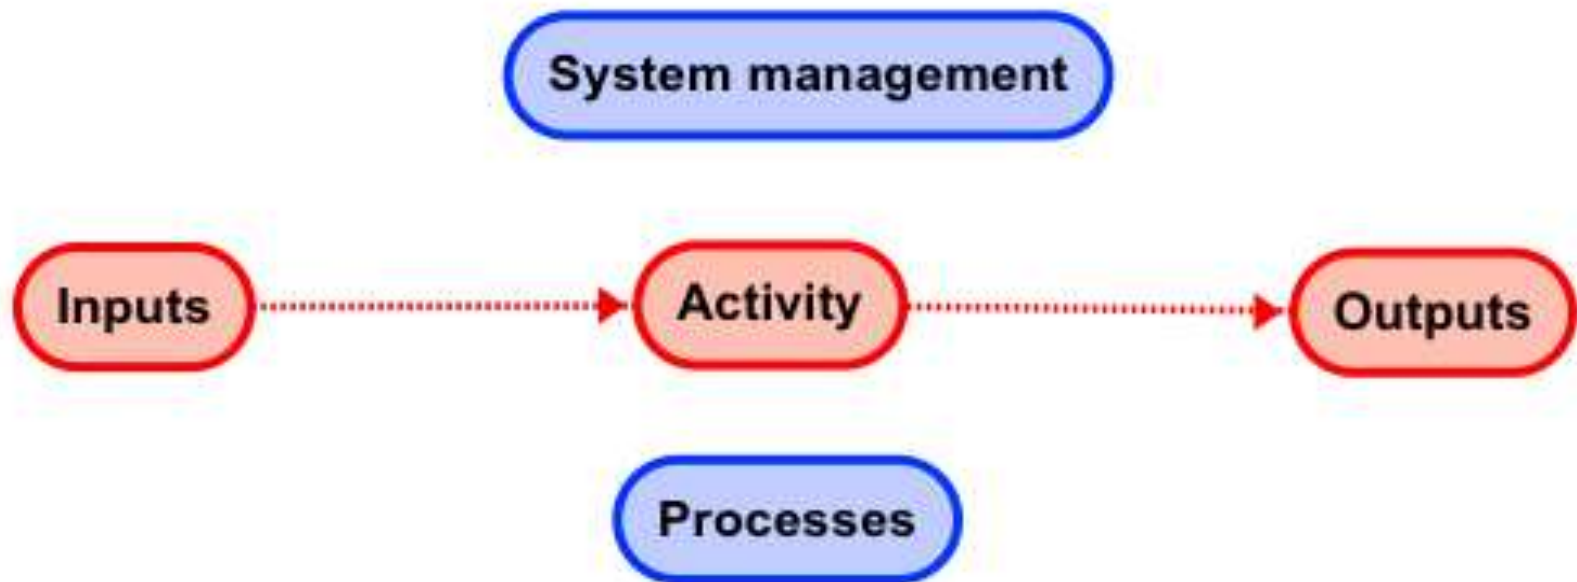 System management
Inputs
Activity
Outputs
Processes